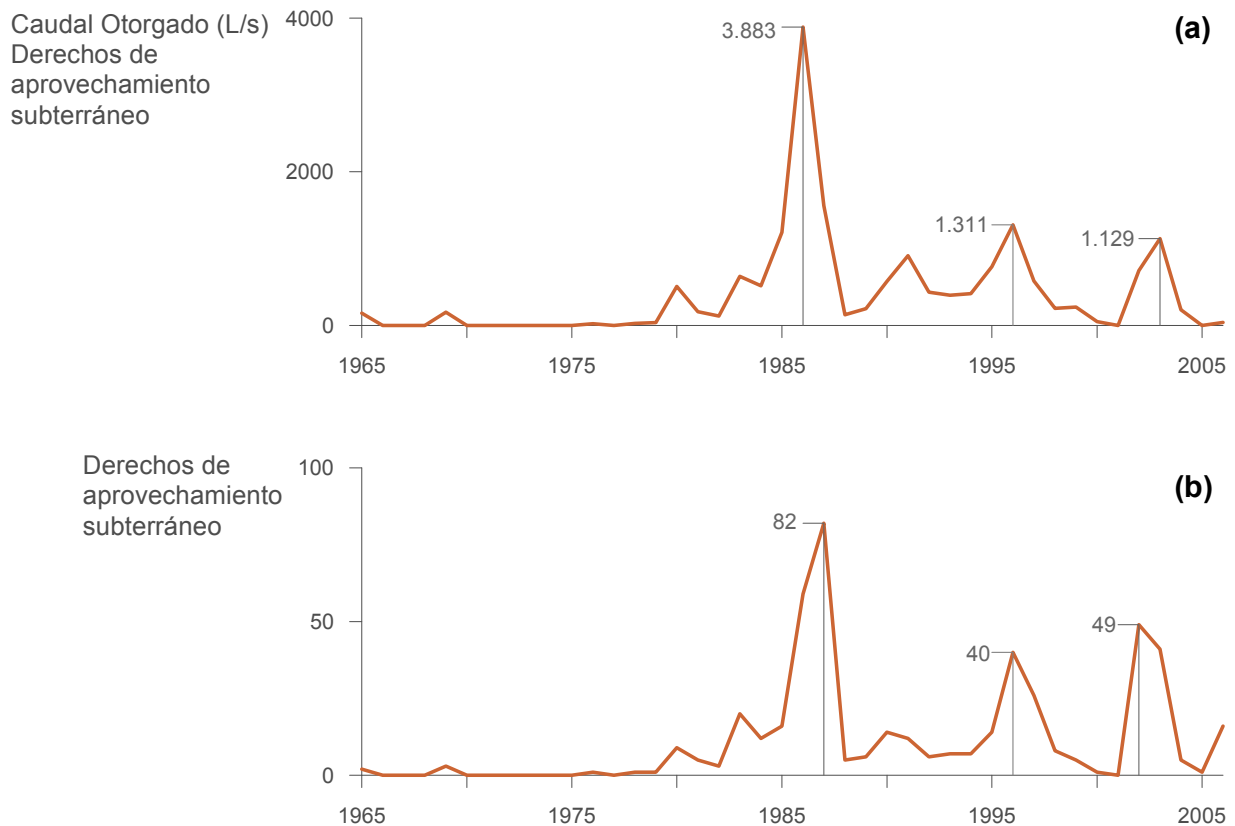 Caudal Otorgado (L/s)
Derechos de
aprovechamiento
subterráneo
(a)
4000
3.883
2000
1.311
1.129
0
1965 1975 1985 1995 2005
Derechos de
aprovechamiento
subterráneo
(b)
100
82
50
49
40
0
1965 1975 1985 1995 2005